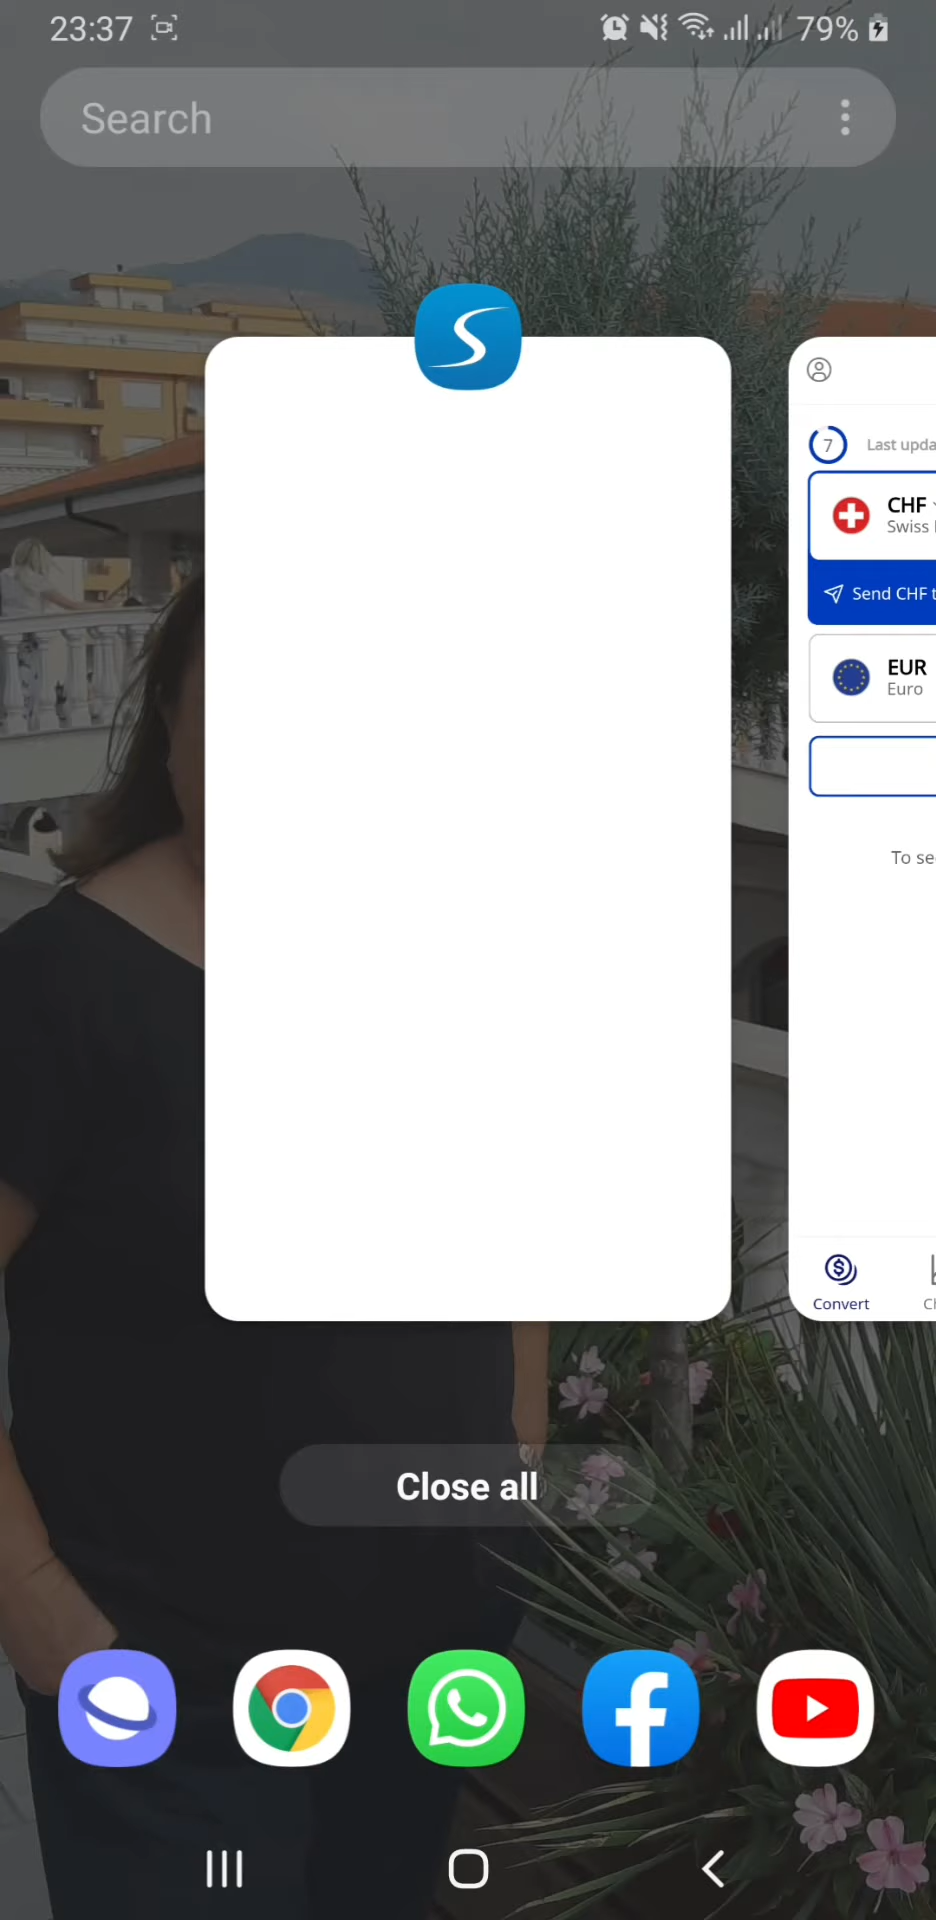 23:37
79%
Search
7 Last upda
CHF
Swiss
Send CHF t
EUR
Euro
To se
Convert
Close all